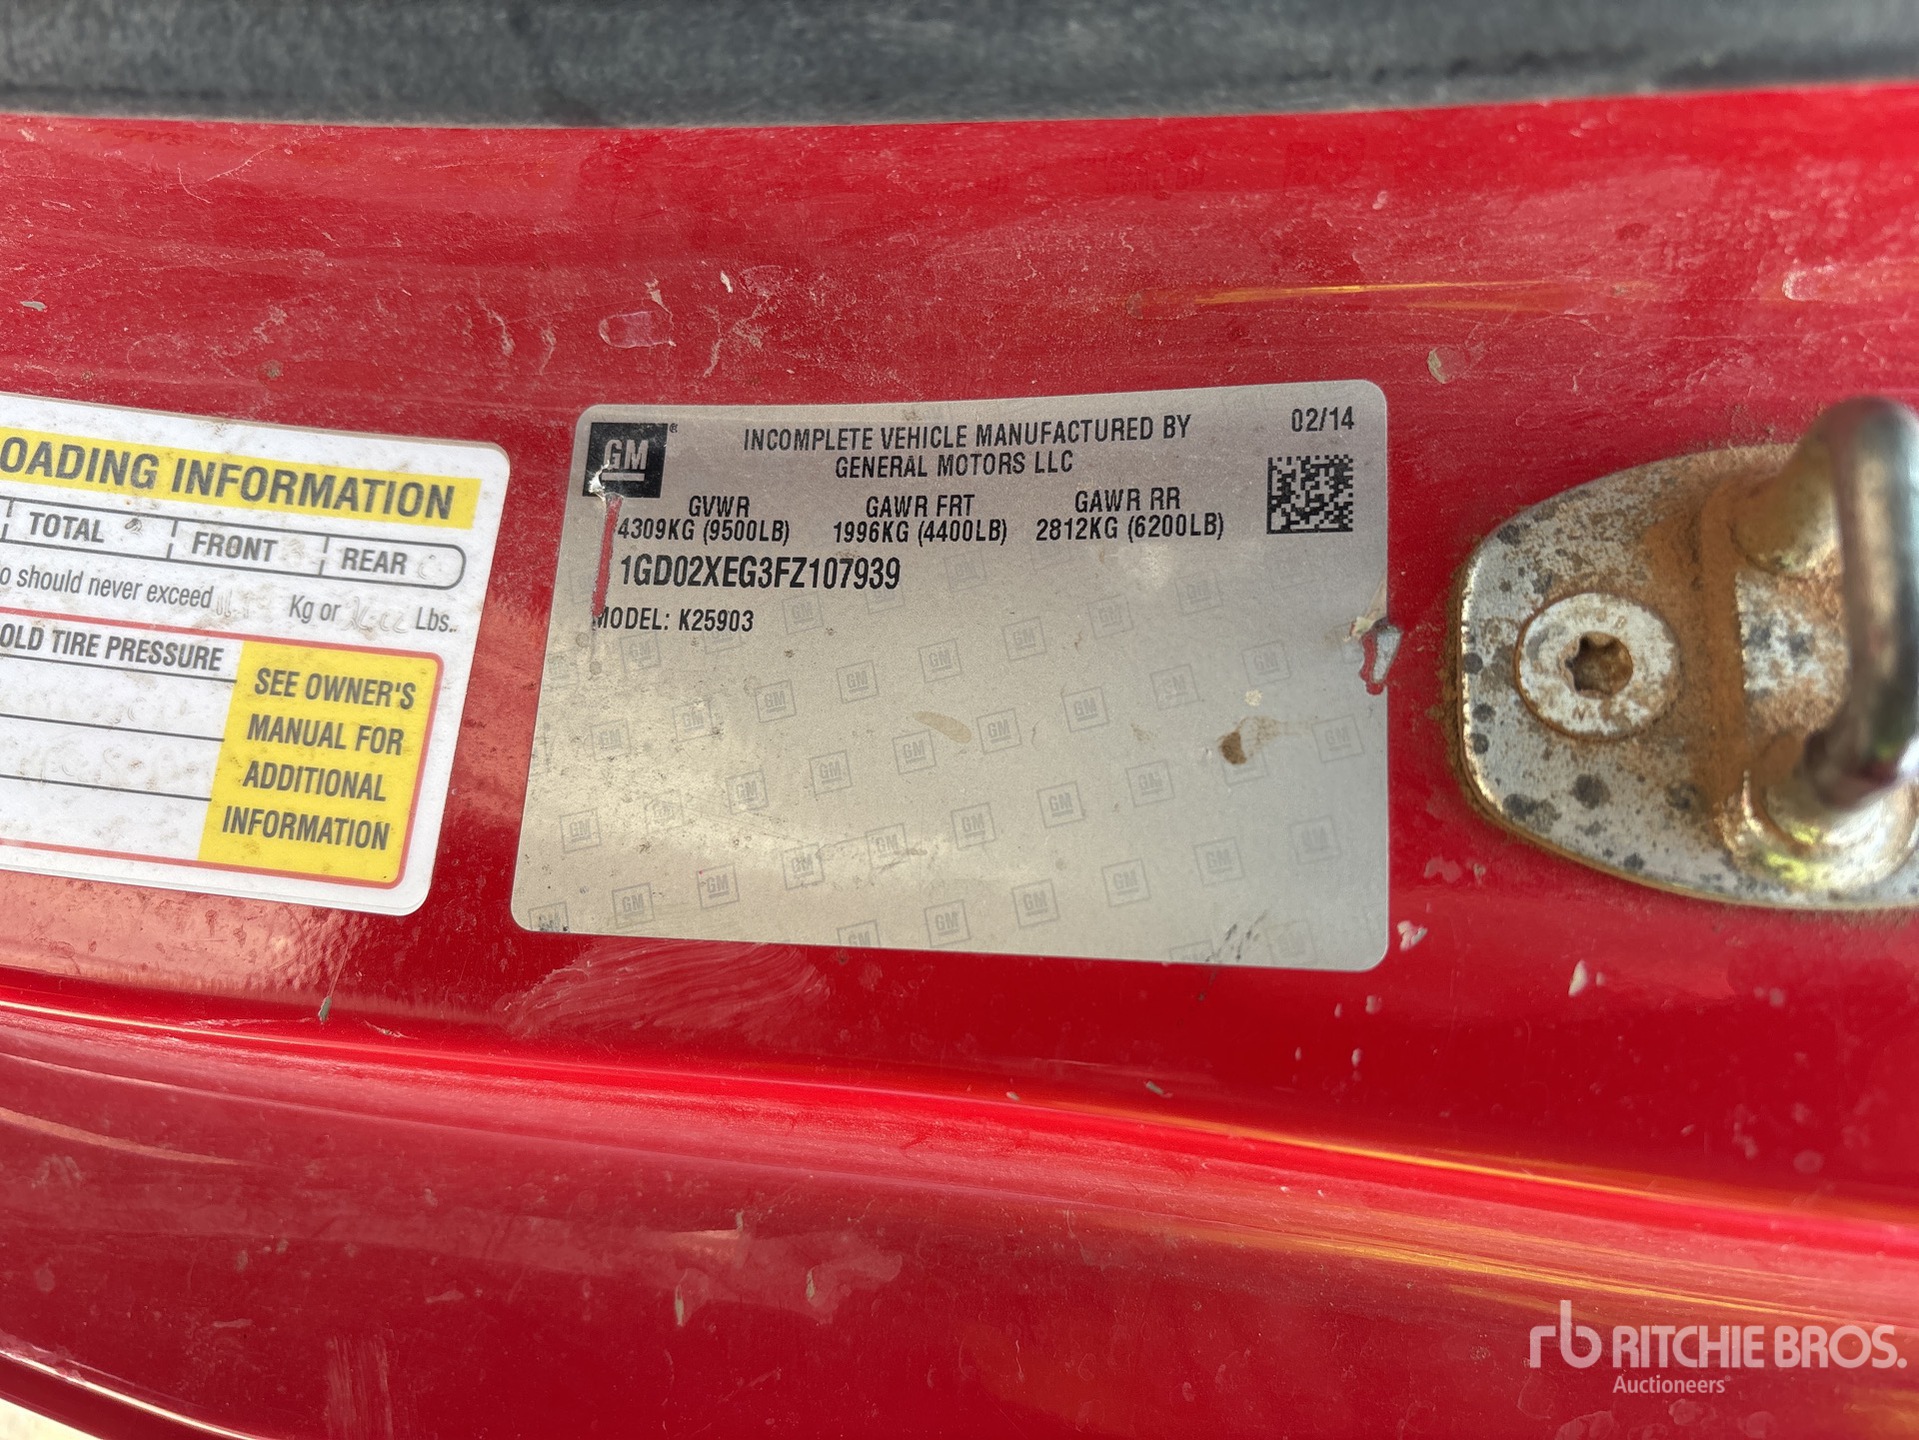 OADING INFORMATION
TOTAL FRONT REAR
o should never exceed Kg or Lbs.
OLD TIRE PRESSURE
SEE OWNER'S
MANUAL FOR
ADDITIONAL
INFORMATION
GM®
INCOMPLETE VEHICLE MANUFACTURED BY
GENERAL MOTORS LLC
02/14
GVWR GAWR FRT GAWR RR
4309KG (9500LB) 1996KG (4400LB) 2812KG (6200LB)
1GD02XEG3FZ107939
MODEL: K25903
rb RITCHIE BROS.
Auctioneers